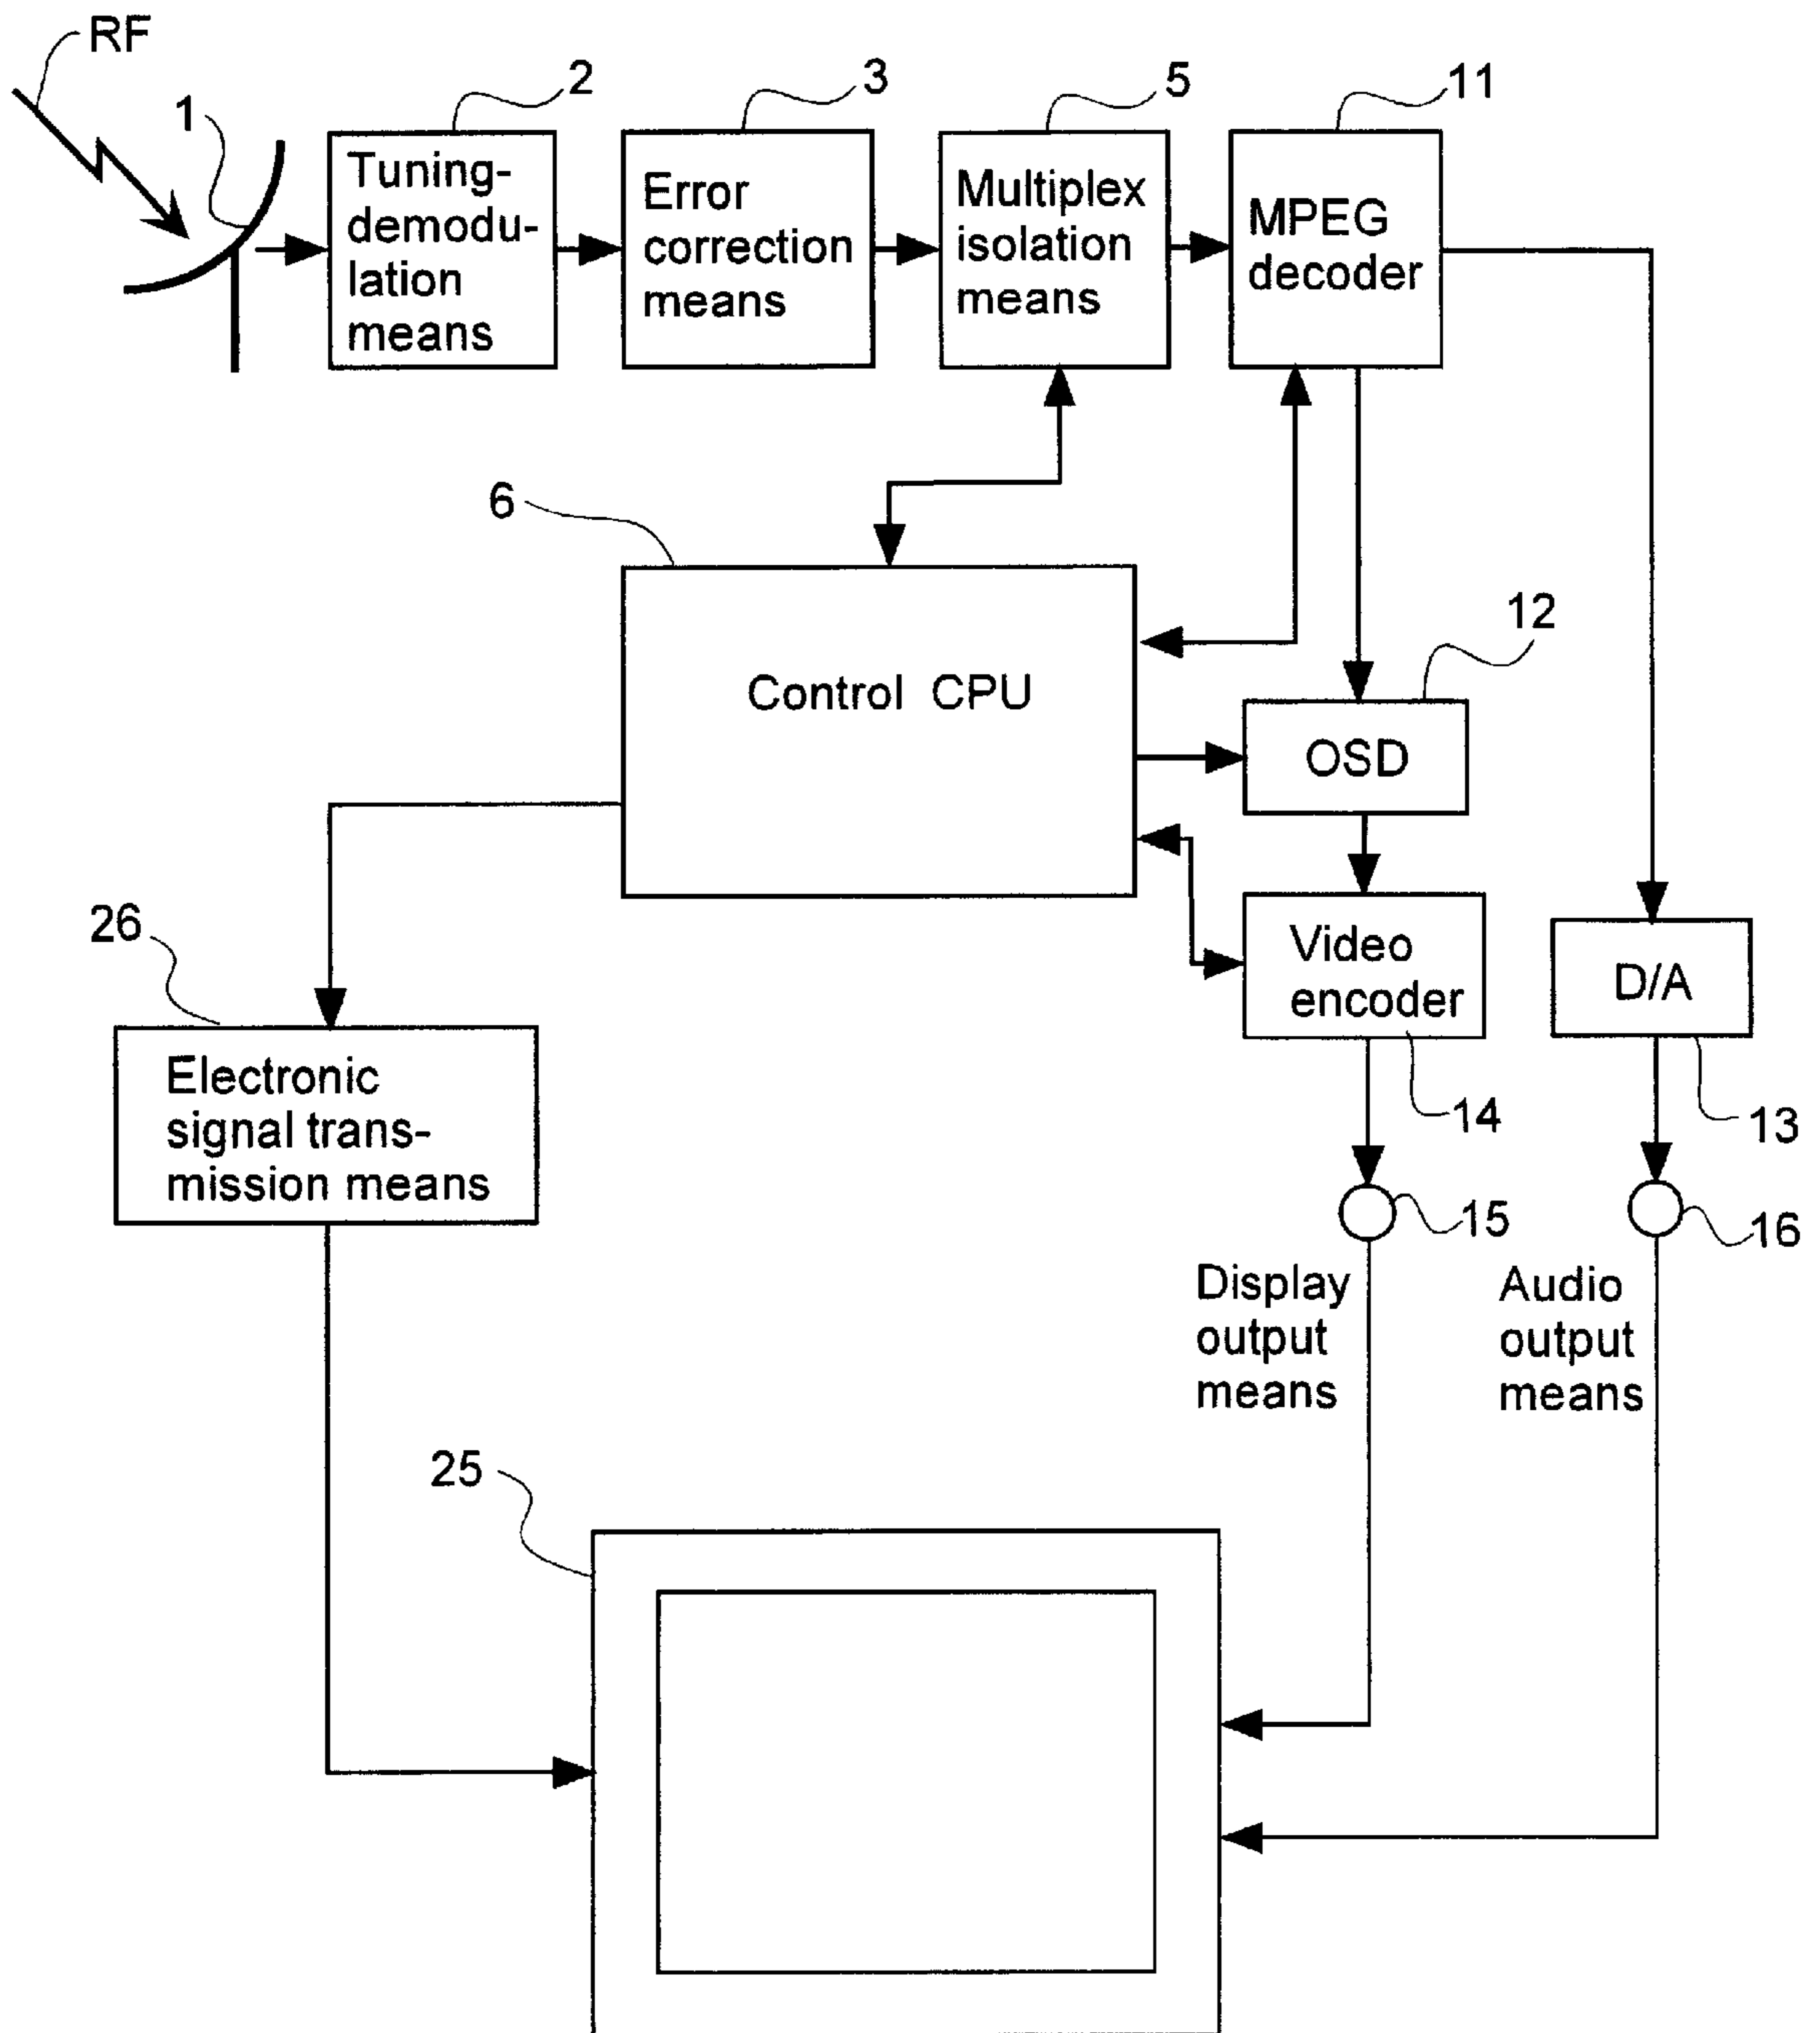 RF
1
2
3
5
11
Tuning-
demodu-
lation
means
Error
correction
means
Multiplex
isolation
means
MPEG
decoder
6
Control CPU
12
OSD
26
Video
encoder
D/A
Electronic
signal trans-
mission means
14
13
15
16
Display
output
means
Audio
output
means
25